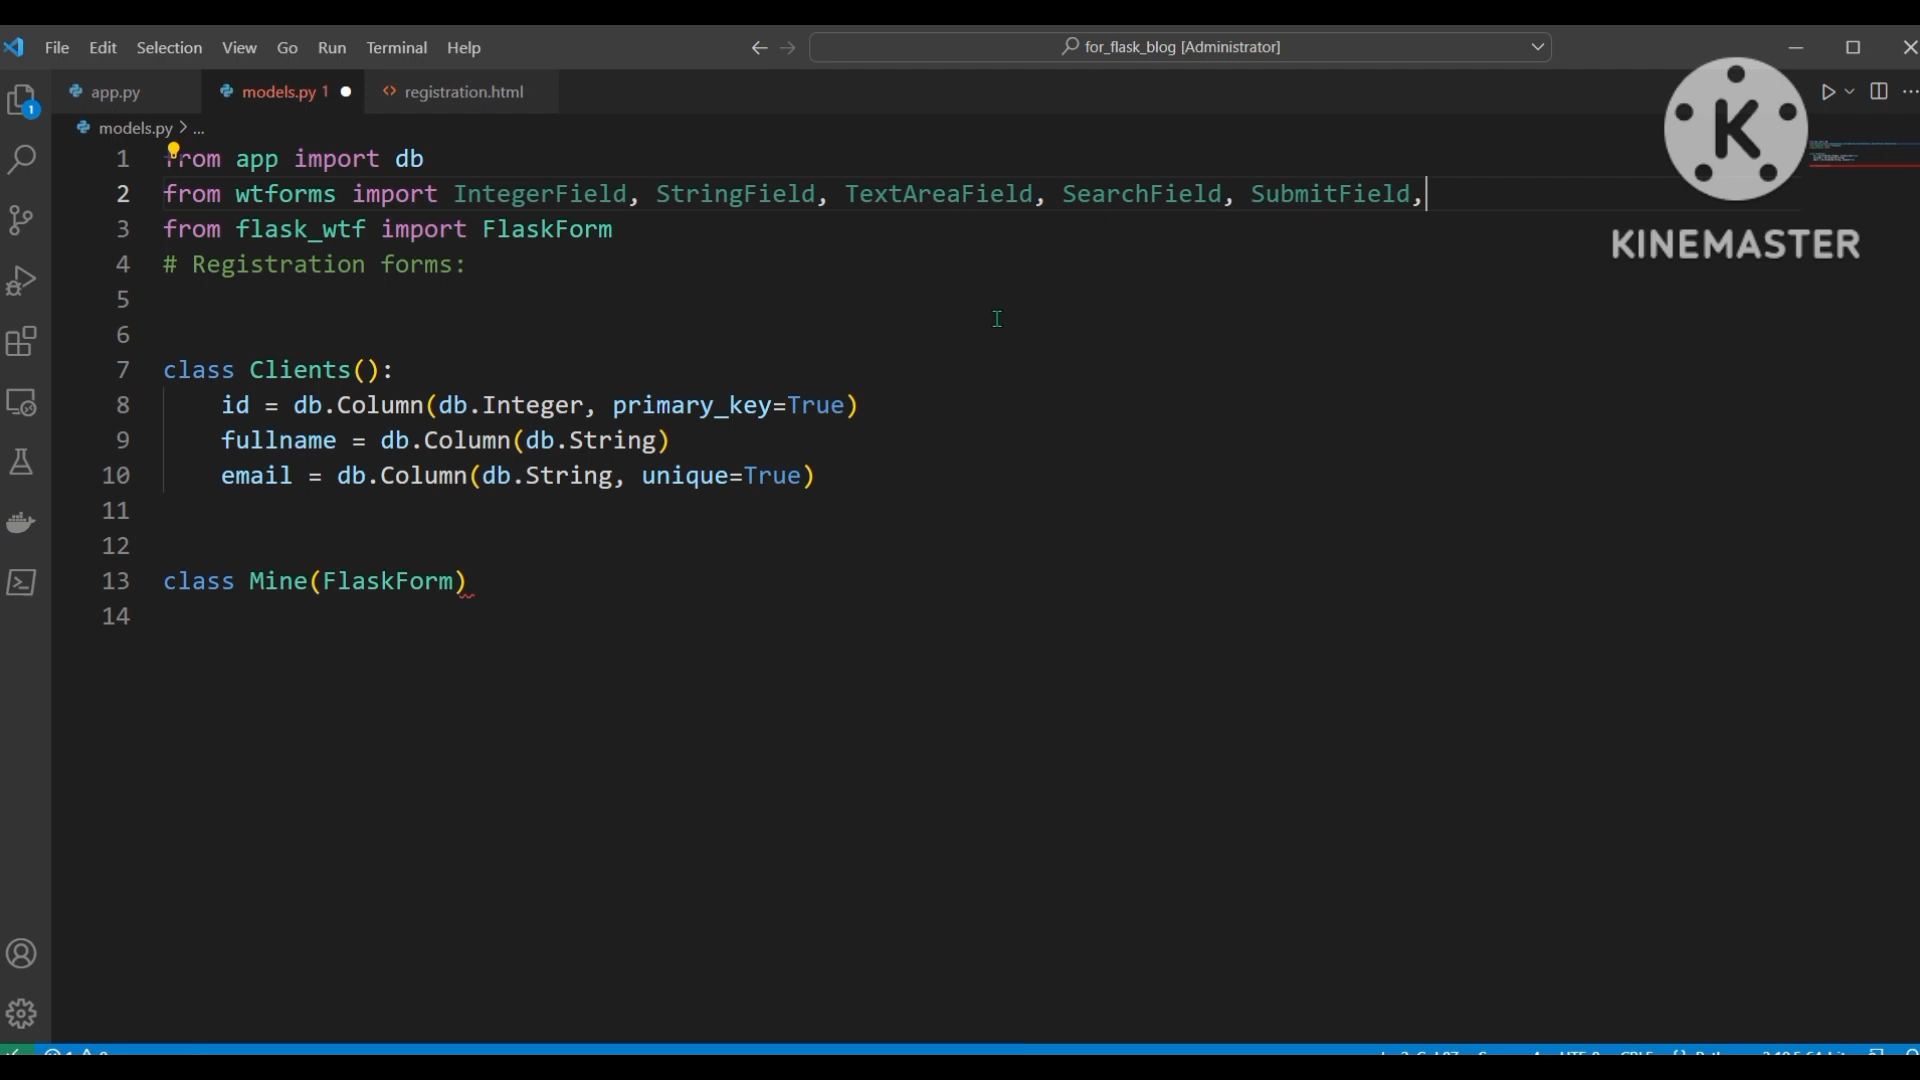 File Edit Selection View Go Run Terminal Help for_flask_blog [Administrator]
app.py models.py 1 registration.html
models.py > ...
1 from app import db
2 from wtforms import IntegerField, StringField, TextAreaField, SearchField, SubmitField,
3 from flask_wtf import FlaskForm
4 # Registration forms:
5
6
7 class Clients():
8 id = db.Column(db.Integer, primary_key=True)
9 fullname = db.Column(db.String)
10 email = db.Column(db.String, unique=True)
11
12
13 class Mine(FlaskForm)
14
K
KINEMASTER
1